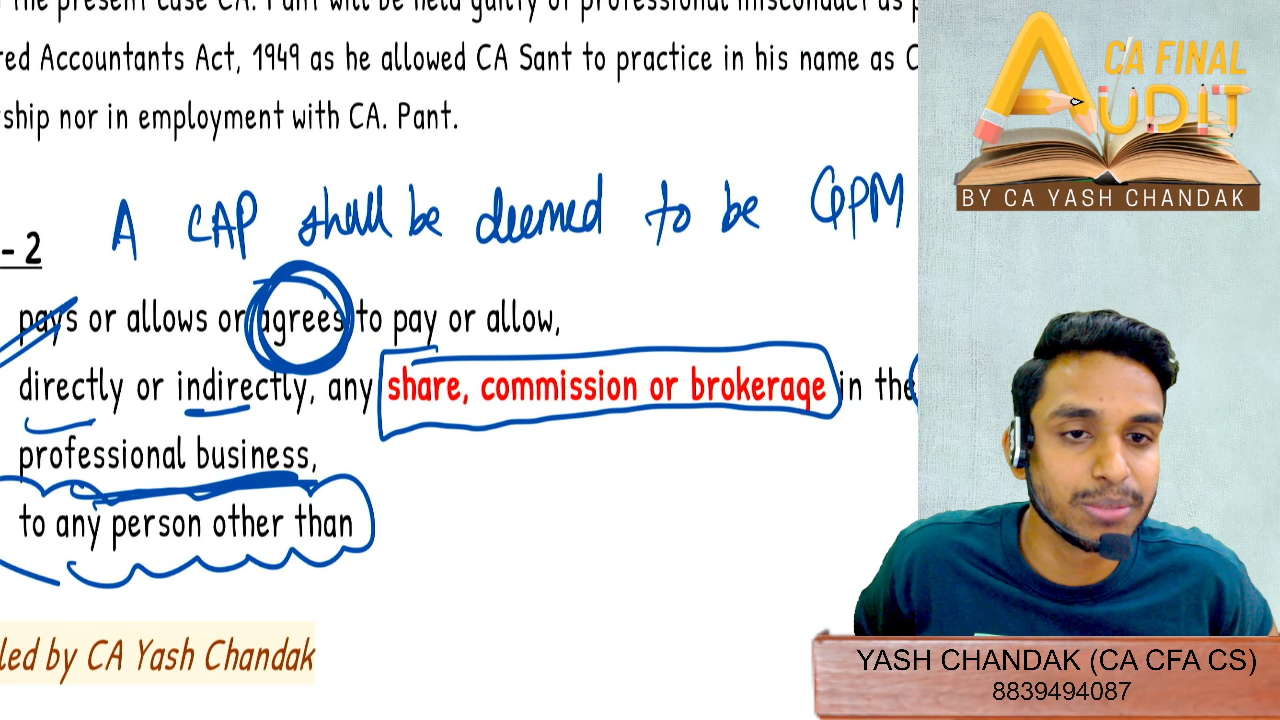 the present case CA. Pant will be held guilty of professional misconduct as p
red Accountants Act, 1949 as he allowed CA Sant to practice in his name as C
ship nor in employment with CA. Pant.
A CAP shall be deemed to be GPM
- 2
pays or allows or agrees to pay or allow,
directly or indirectly, any share, commission or brokerage in the
professional business,
to any person other than
led by CA Yash Chandak
CA FINAL
AUDIT
BY CA YASH CHANDAK
YASH CHANDAK (CA CFA CS)
8839494087